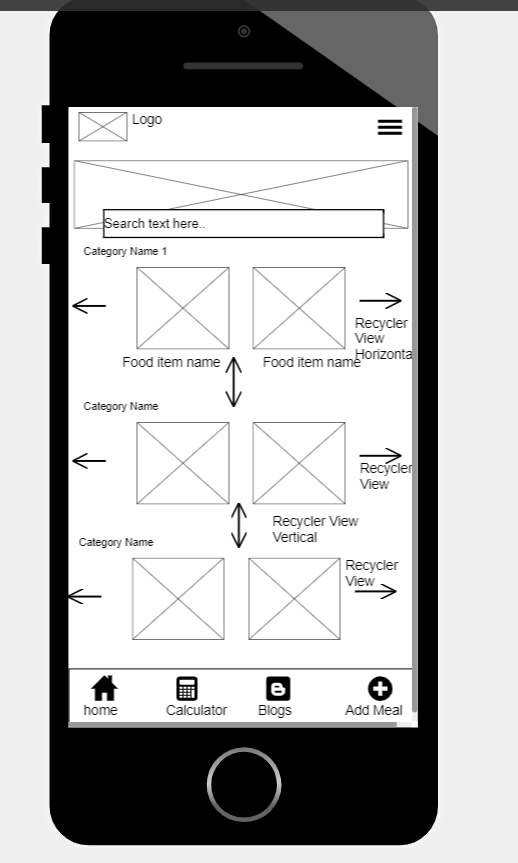 Logo
Search text here..
Category Name 1
Recycler
View
Horizonta
Food item name
Food item name
Category Name
Recycler
View
Recycler View
Vertical
Category Name
Recycler
View
home
Calculator
Blogs
Add Meal